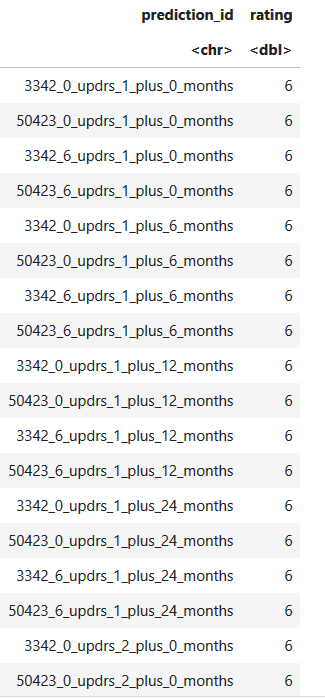 prediction_id rating
<chr> <dbl>
3342_0_updrs_1_plus_0_months 6
50423_0_updrs_1_plus_0_months 6
3342_6_updrs_1_plus_0_months 6
50423_6_updrs_1_plus_0_months 6
3342_0_updrs_1_plus_6_months 6
50423_0_updrs_1_plus_6_months 6
3342_6_updrs_1_plus_6_months 6
50423_6_updrs_1_plus_6_months 6
3342_0_updrs_1_plus_12_months 6
50423_0_updrs_1_plus_12_months 6
3342_6_updrs_1_plus_12_months 6
50423_6_updrs_1_plus_12_months 6
3342_0_updrs_1_plus_24_months 6
50423_0_updrs_1_plus_24_months 6
3342_6_updrs_1_plus_24_months 6
50423_6_updrs_1_plus_24_months 6
3342_0_updrs_2_plus_0_months 6
50423_0_updrs_2_plus_0_months 6